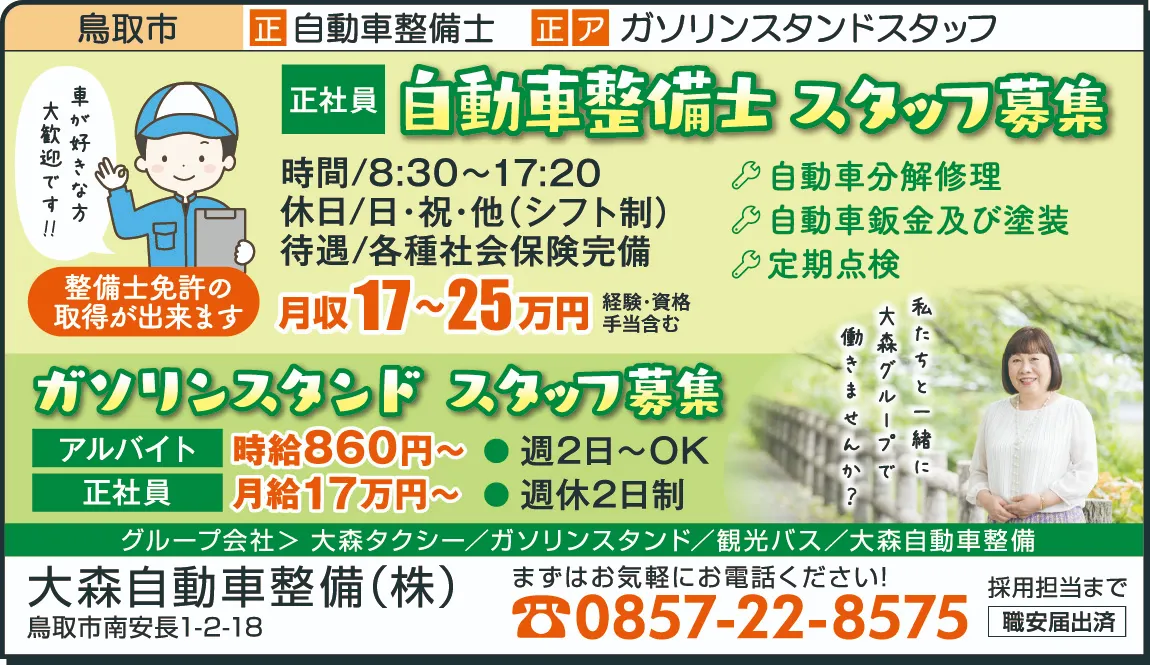 鳥取市
正 自動車整備士 正 ア ガソリンスタンドスタッフ
車が好きな方
大歓迎です!!
整備士免許の
取得が出来ます
正社員 自動車整備士 スタッフ募集
時間/8:30～17:20
休日/日・祝・他（シフト制）
待遇/各種社会保険完備
月収17～25万円 経験・資格
手当含む
自動車分解修理
自動車鈑金及び塗装
定期点検
私たちと一緒に
大森グループで
働きませんか？
ガソリンスタンド スタッフ募集
アルバイト 時給860円～ ● 週2日～OK
正社員 月給17万円～ ● 週休2日制
グループ会社＞ 大森タクシー／ガソリンスタンド／観光バス／大森自動車整備
大森自動車整備（株）
鳥取市南安長1-2-18
まずはお気軽にお電話ください!
☎0857-22-8575
採用担当まで
職安届出済